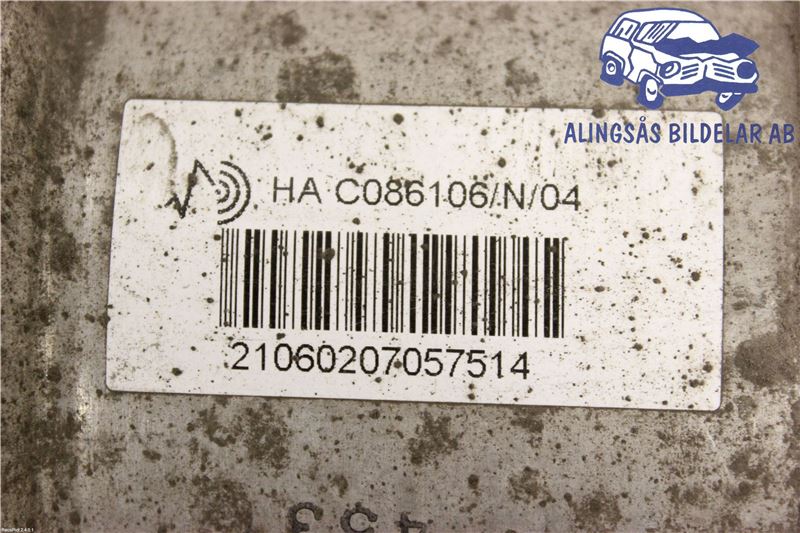 ALINGSÅS BILDELAR AB
HA C086106/N/04
21060207057514